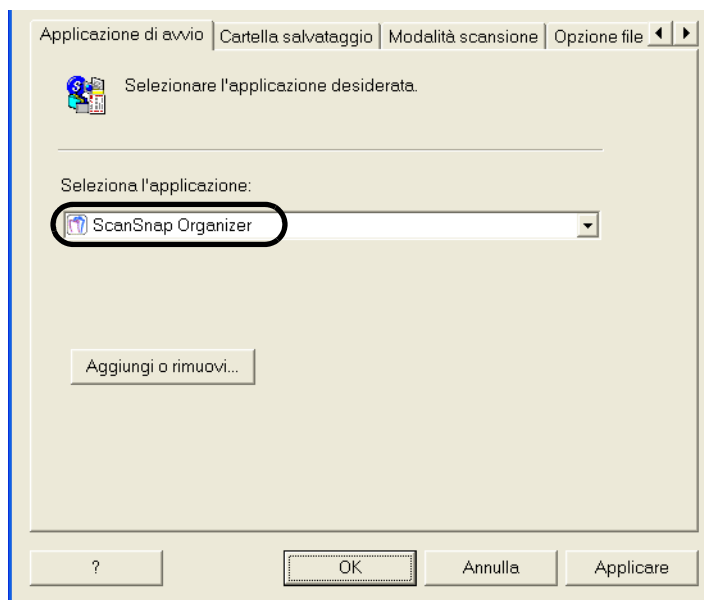 Applicazione di avvio Cartella salvataggio Modalità scansione Opzione file
Selezionare l'applicazione desiderata.
Seleziona l'applicazione:
ScanSnap Organizer
Aggiungi o rimuovi...
? OK Annulla Applicare